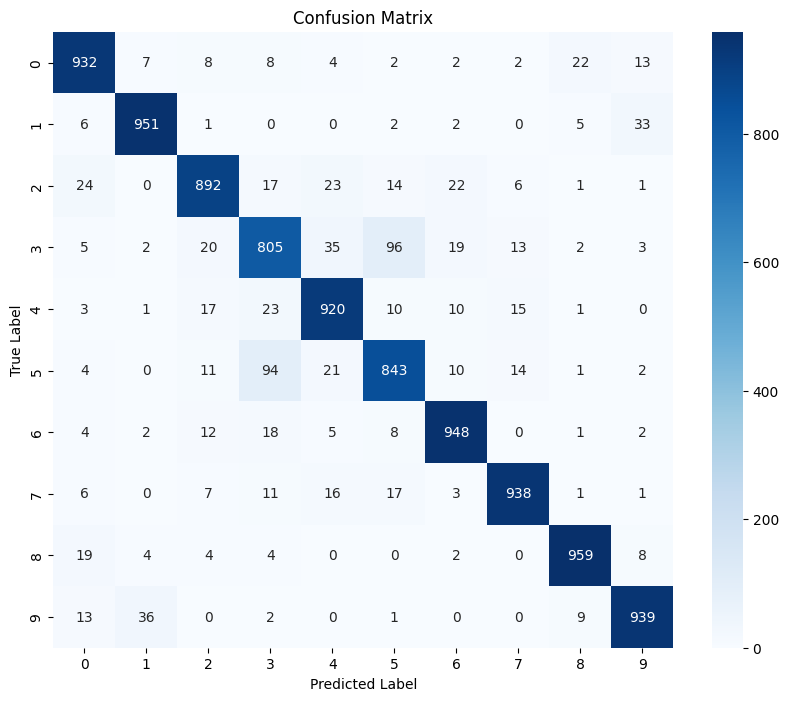 Confusion Matrix
0 932 7 8 8 4 2 2 2 22 13
1 6 951 1 0 0 2 2 0 5 33
2 24 0 892 17 23 14 22 6 1 1
3 5 2 20 805 35 96 19 13 2 3
4 3 1 17 23 920 10 10 15 1 0
5 4 0 11 94 21 843 10 14 1 2
6 4 2 12 18 5 8 948 0 1 2
7 6 0 7 11 16 17 3 938 1 1
8 19 4 4 4 0 0 2 0 959 8
9 13 36 0 2 0 1 0 0 9 939
0 1 2 3 4 5 6 7 8 9
Predicted Label
True Label
800
600
400
200
0